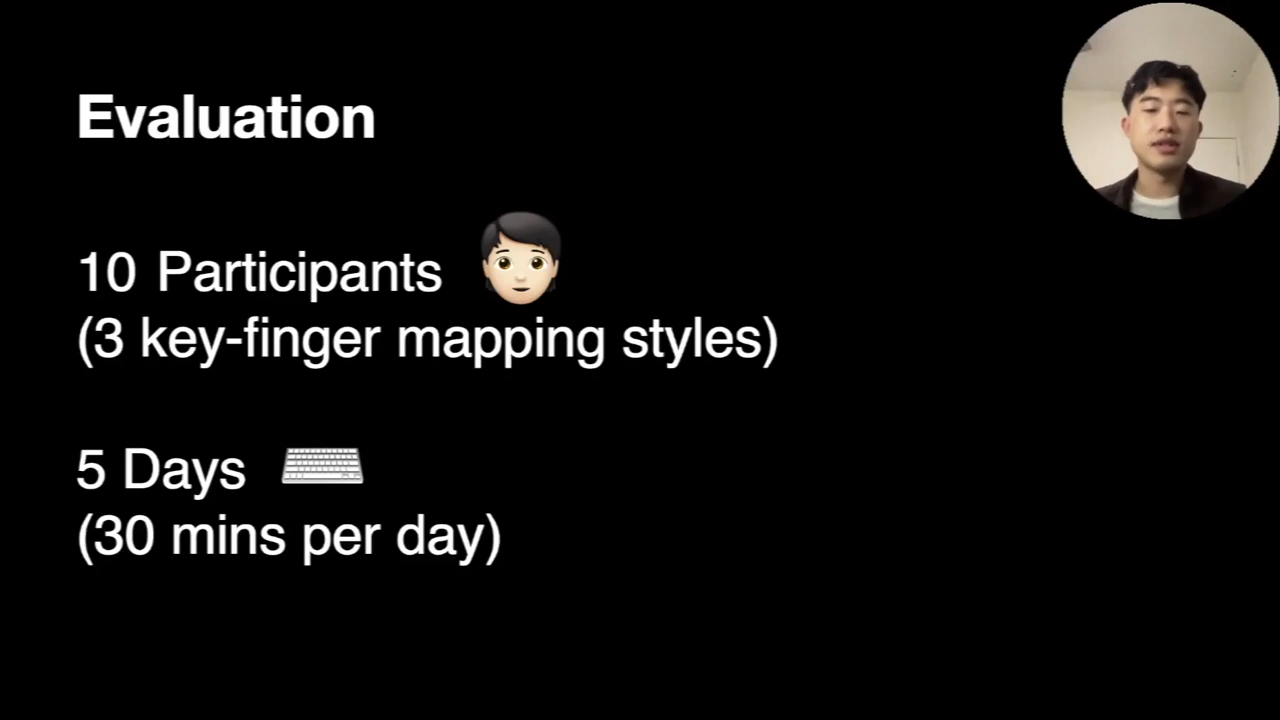 Evaluation
10 Participants
(3 key-finger mapping styles)
5 Days
(30 mins per day)